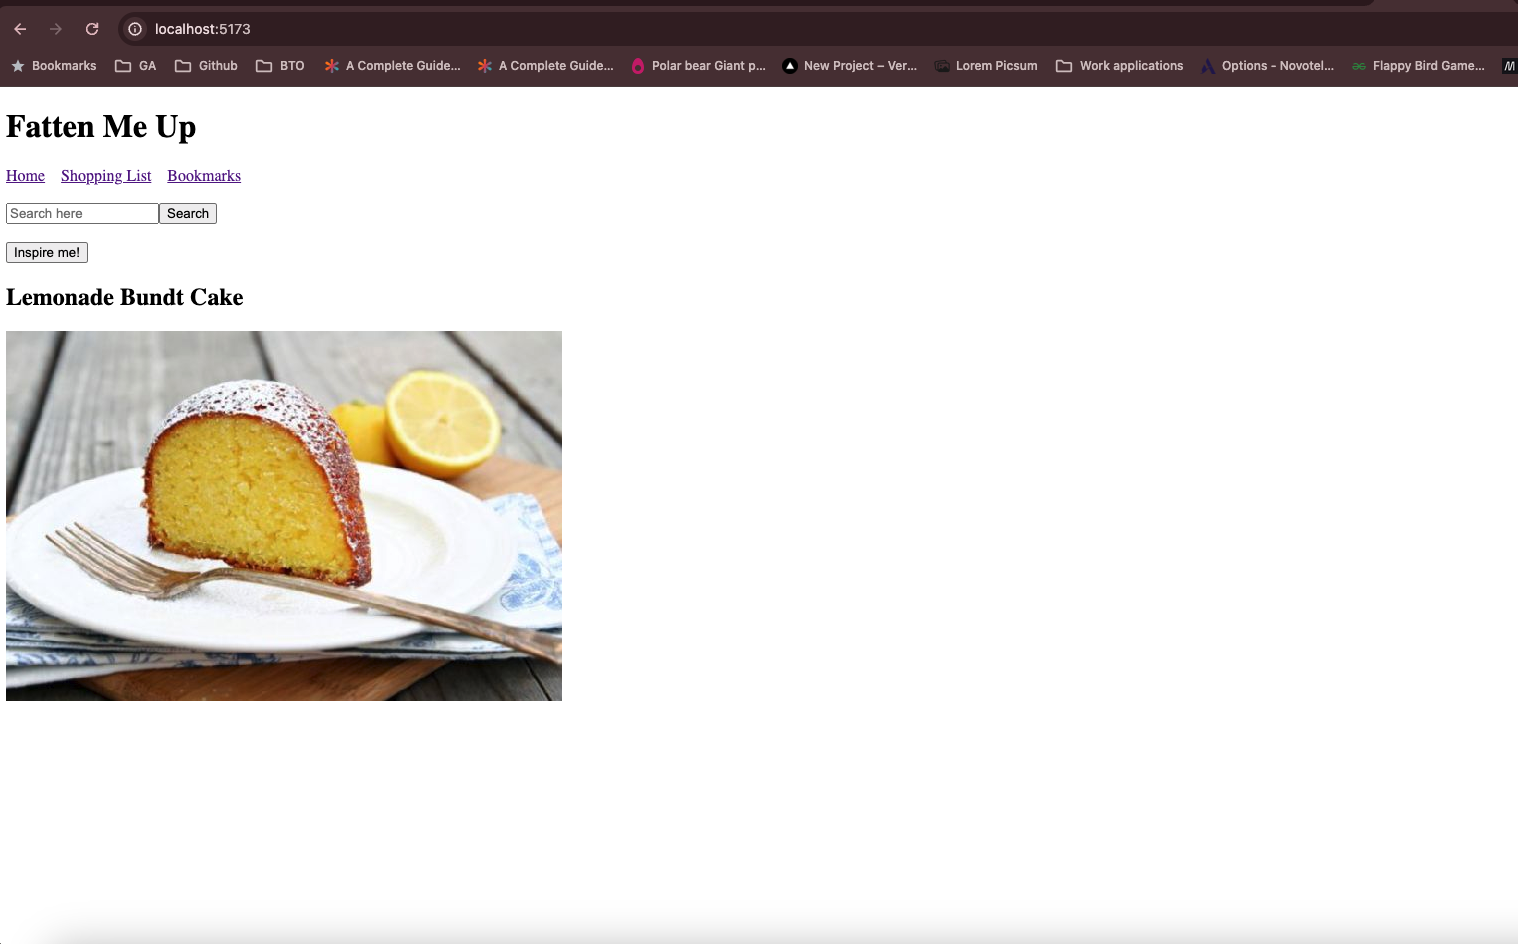 localhost:5173
Bookmarks GA Github BTO A Complete Guide... A Complete Guide... Polar bear Giant p... New Project – Ver... Lorem Picsum Work applications Options - Novotel... Flappy Bird Game... M
Fatten Me Up
Home Shopping List Bookmarks
Search here Search
Inspire me!
Lemonade Bundt Cake